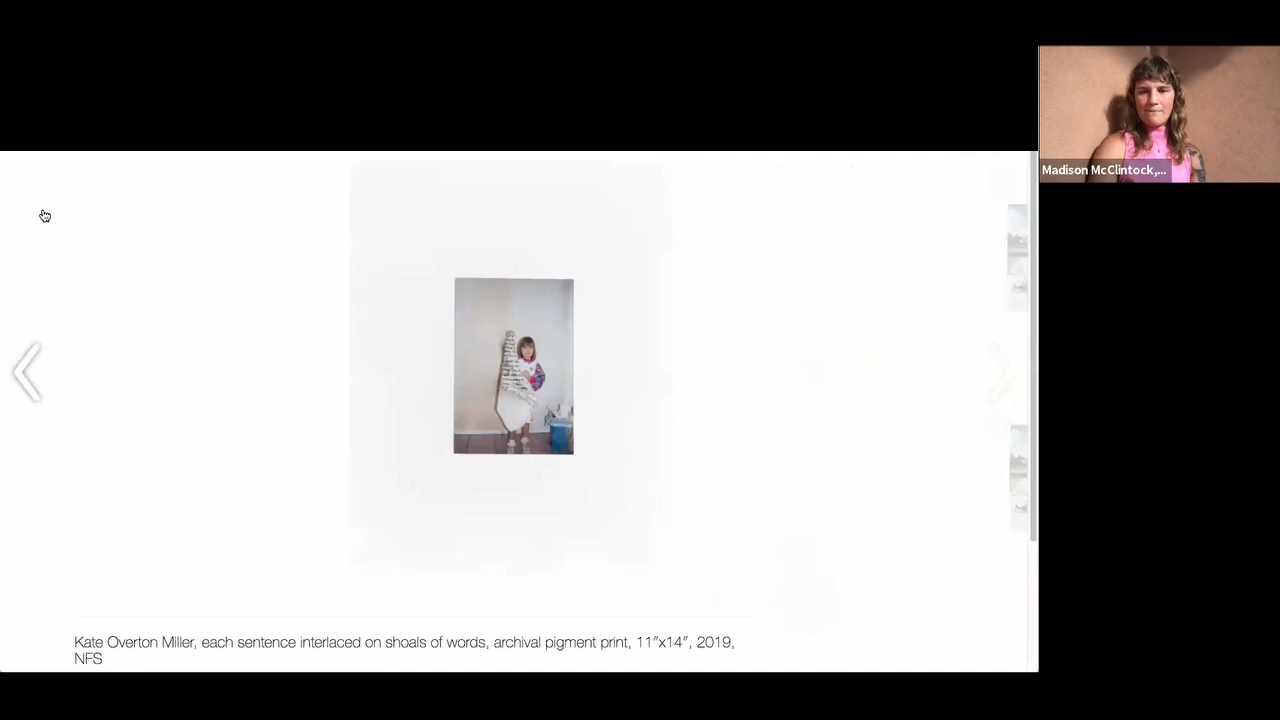 Madison McClintock,...
Kate Overton Miller, each sentence interlaced on shoals of words, archival pigment print, 11"x14", 2019,
NFS